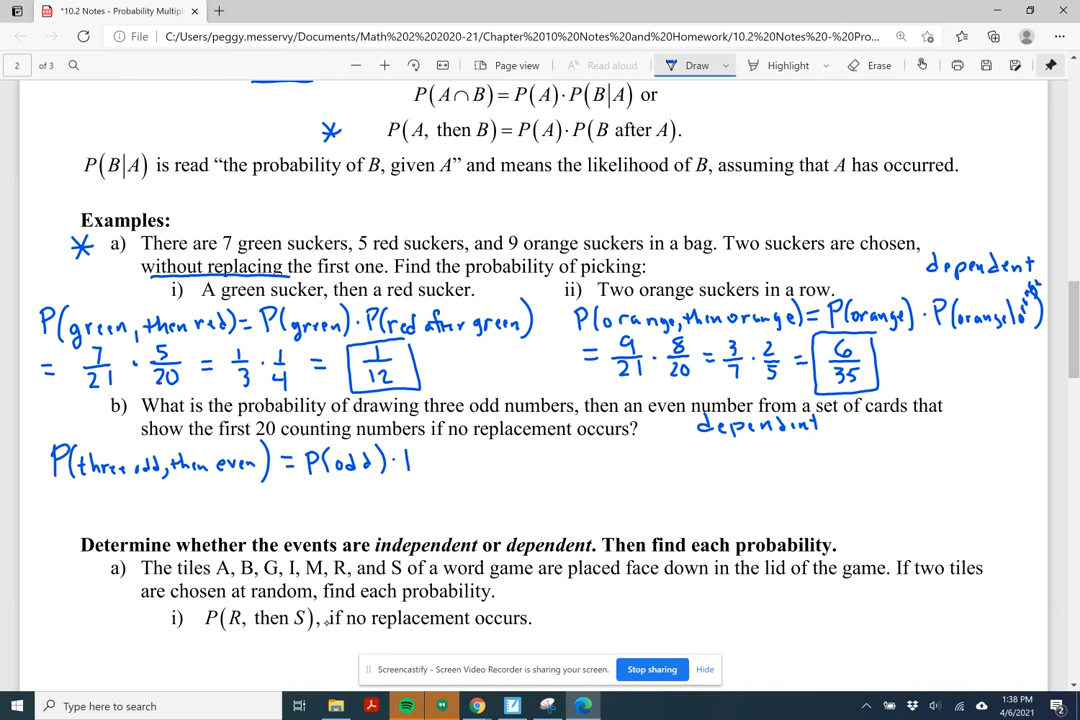 *10.2 Notes - Probability Multipl
File C:/Users/peggy.messervy/Documents/Math%202%202020-21/Chapter%2010%20Notes%20and%20Homework/10.2%20Notes%20-%20Pro...
2 of 3 Page view Read aloud Draw Highlight Erase
P(A∩B)=P(A)·P(B|A) or
* P(A, then B)=P(A)·P(B after A).
P(B|A) is read “the probability of B, given A” and means the likelihood of B, assuming that A has occurred.
Examples:
* a) There are 7 green suckers, 5 red suckers, and 9 orange suckers in a bag. Two suckers are chosen,
without replacing the first one. Find the probability of picking:
dependent
i) A green sucker, then a red sucker.
P(green, then red)= P(green)·P(red after green)
= 7/21 · 5/20 = 1/3 · 1/4 = 1/12
ii) Two orange suckers in a row.
P(orange, then orange)= P(orange)·P(orange|orange)
= 9/21 · 8/20 = 3/7 · 2/5 = 6/35
b) What is the probability of drawing three odd numbers, then an even number from a set of cards that
show the first 20 counting numbers if no replacement occurs?
dependent
P(three odd, then even) = P(odd)·
Determine whether the events are independent or dependent. Then find each probability.
a) The tiles A, B, G, I, M, R, and S of a word game are placed face down in the lid of the game. If two tiles
are chosen at random, find each probability.
i) P(R, then S), if no replacement occurs.
Screencastify - Screen Video Recorder is sharing your screen. Stop sharing Hide
Type here to search
1:38 PM
4/6/2021
2